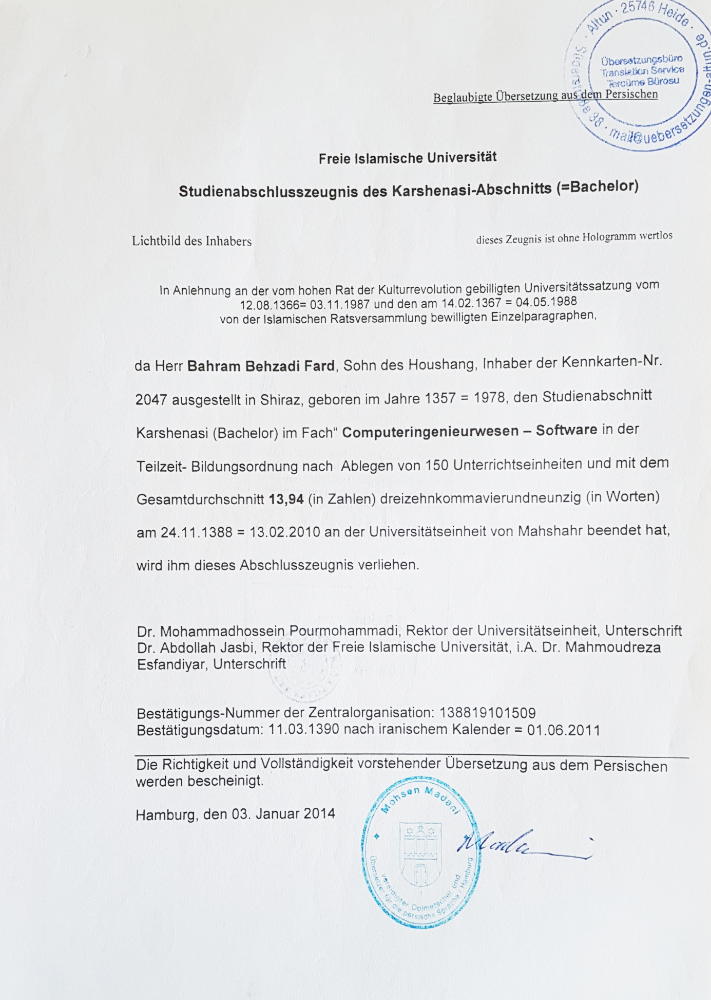 Altun · 25746 Heide ·
mail@uebersetzungen-altun.de
38 ·
Übersetzungsbüro
Translation Service
Tercüme Bürosu
Beglaubigte Übersetzung aus dem Persischen
Freie Islamische Universität
Studienabschlusszeugnis des Karshenasi-Abschnitts (=Bachelor)
Lichtbild des Inhabers
dieses Zeugnis ist ohne Hologramm wertlos
In Anlehnung an der vom hohen Rat der Kulturrevolution gebilligten Universitätssatzung vom
12.08.1366= 03.11.1987 und den am 14.02.1367 = 04.05.1988
von der Islamischen Ratsversammlung bewilligten Einzelparagraphen,
da Herr Bahram Behzadi Fard, Sohn des Houshang, Inhaber der Kennkarten-Nr.
2047 ausgestellt in Shiraz, geboren im Jahre 1357 = 1978, den Studienabschnitt
Karshenasi (Bachelor) im Fach“ Computeringenieurwesen – Software in der
Teilzeit- Bildungsordnung nach Ablegen von 150 Unterrichtseinheiten und mit dem
Gesamtdurchschnitt 13,94 (in Zahlen) dreizehnkommavierundneunzig (in Worten)
am 24.11.1388 = 13.02.2010 an der Universitätseinheit von Mahshahr beendet hat,
wird ihm dieses Abschlusszeugnis verliehen.
Dr. Mohammadhossein Pourmohammadi, Rektor der Universitätseinheit, Unterschrift
Dr. Abdollah Jasbi, Rektor der Freie Islamische Universität, i.A. Dr. Mahmoudreza
Esfandiyar, Unterschrift
Bestätigungs-Nummer der Zentralorganisation: 138819101509
Bestätigungsdatum: 11.03.1390 nach iranischem Kalender = 01.06.2011
Die Richtigkeit und Vollständigkeit vorstehender Übersetzung aus dem Persischen
werden bescheinigt.
Hamburg, den 03. Januar 2014
Mohsen Madani
vereidigter Dolmetscher und
Übersetzer für die persische Sprache / Hamburg